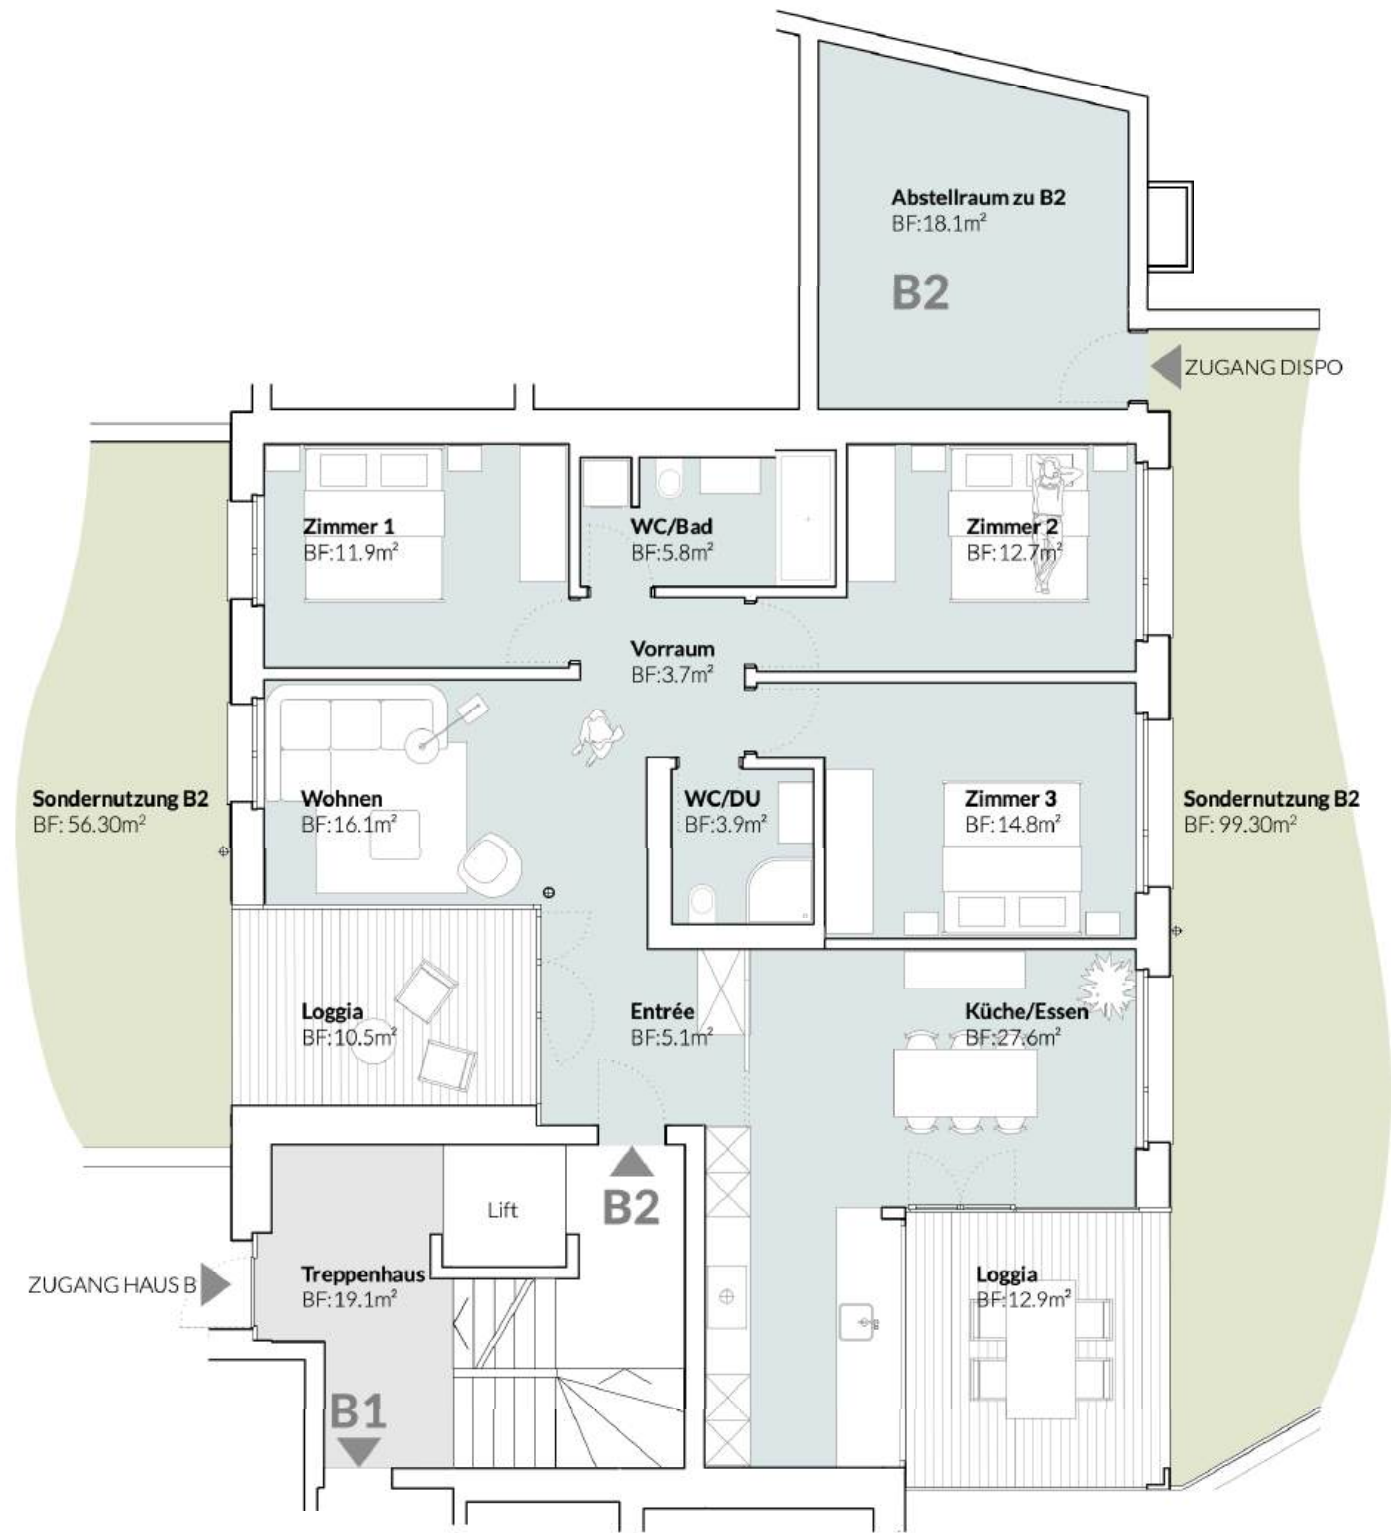 Abstellraum zu B2
BF:18.1m²
B2
ZUGANG DISPO
Zimmer 1
BF:11.9m²
WC/Bad
BF:5.8m²
Zimmer 2
BF:12.7m²
Vorraum
BF:3.7m²
Sondernutzung B2
BF: 56.30m²
Wohnen
BF:16.1m²
WC/DU
BF:3.9m²
Zimmer 3
BF:14.8m²
Sondernutzung B2
BF: 99.30m²
Loggia
BF:10.5m²
Entrée
BF:5.1m²
Küche/Essen
BF:27.6m²
Lift
B2
ZUGANG HAUS B
Treppenhaus
BF:19.1m²
Loggia
BF:12.9m²
B1